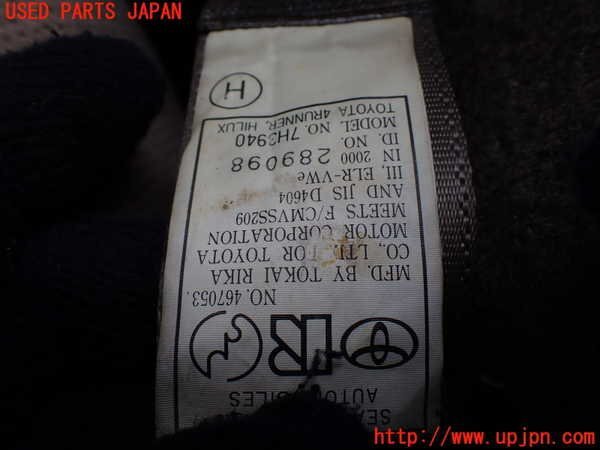 USED PARTS JAPAN
AUTOMOBILES
NO. 467053.
MFD. BY TOKAI RIKA
CO., LTD. FOR TOYOTA
MOTOR CORPORATION
MEETS F/CMVSS209
AND JIS D4604
III, ELR-VWe
IN 2000 289098
ID. NO.
MODEL NO. 7H3940
TOYOTA 4RUNNER, HILUX
H
http://www.upjpn.com